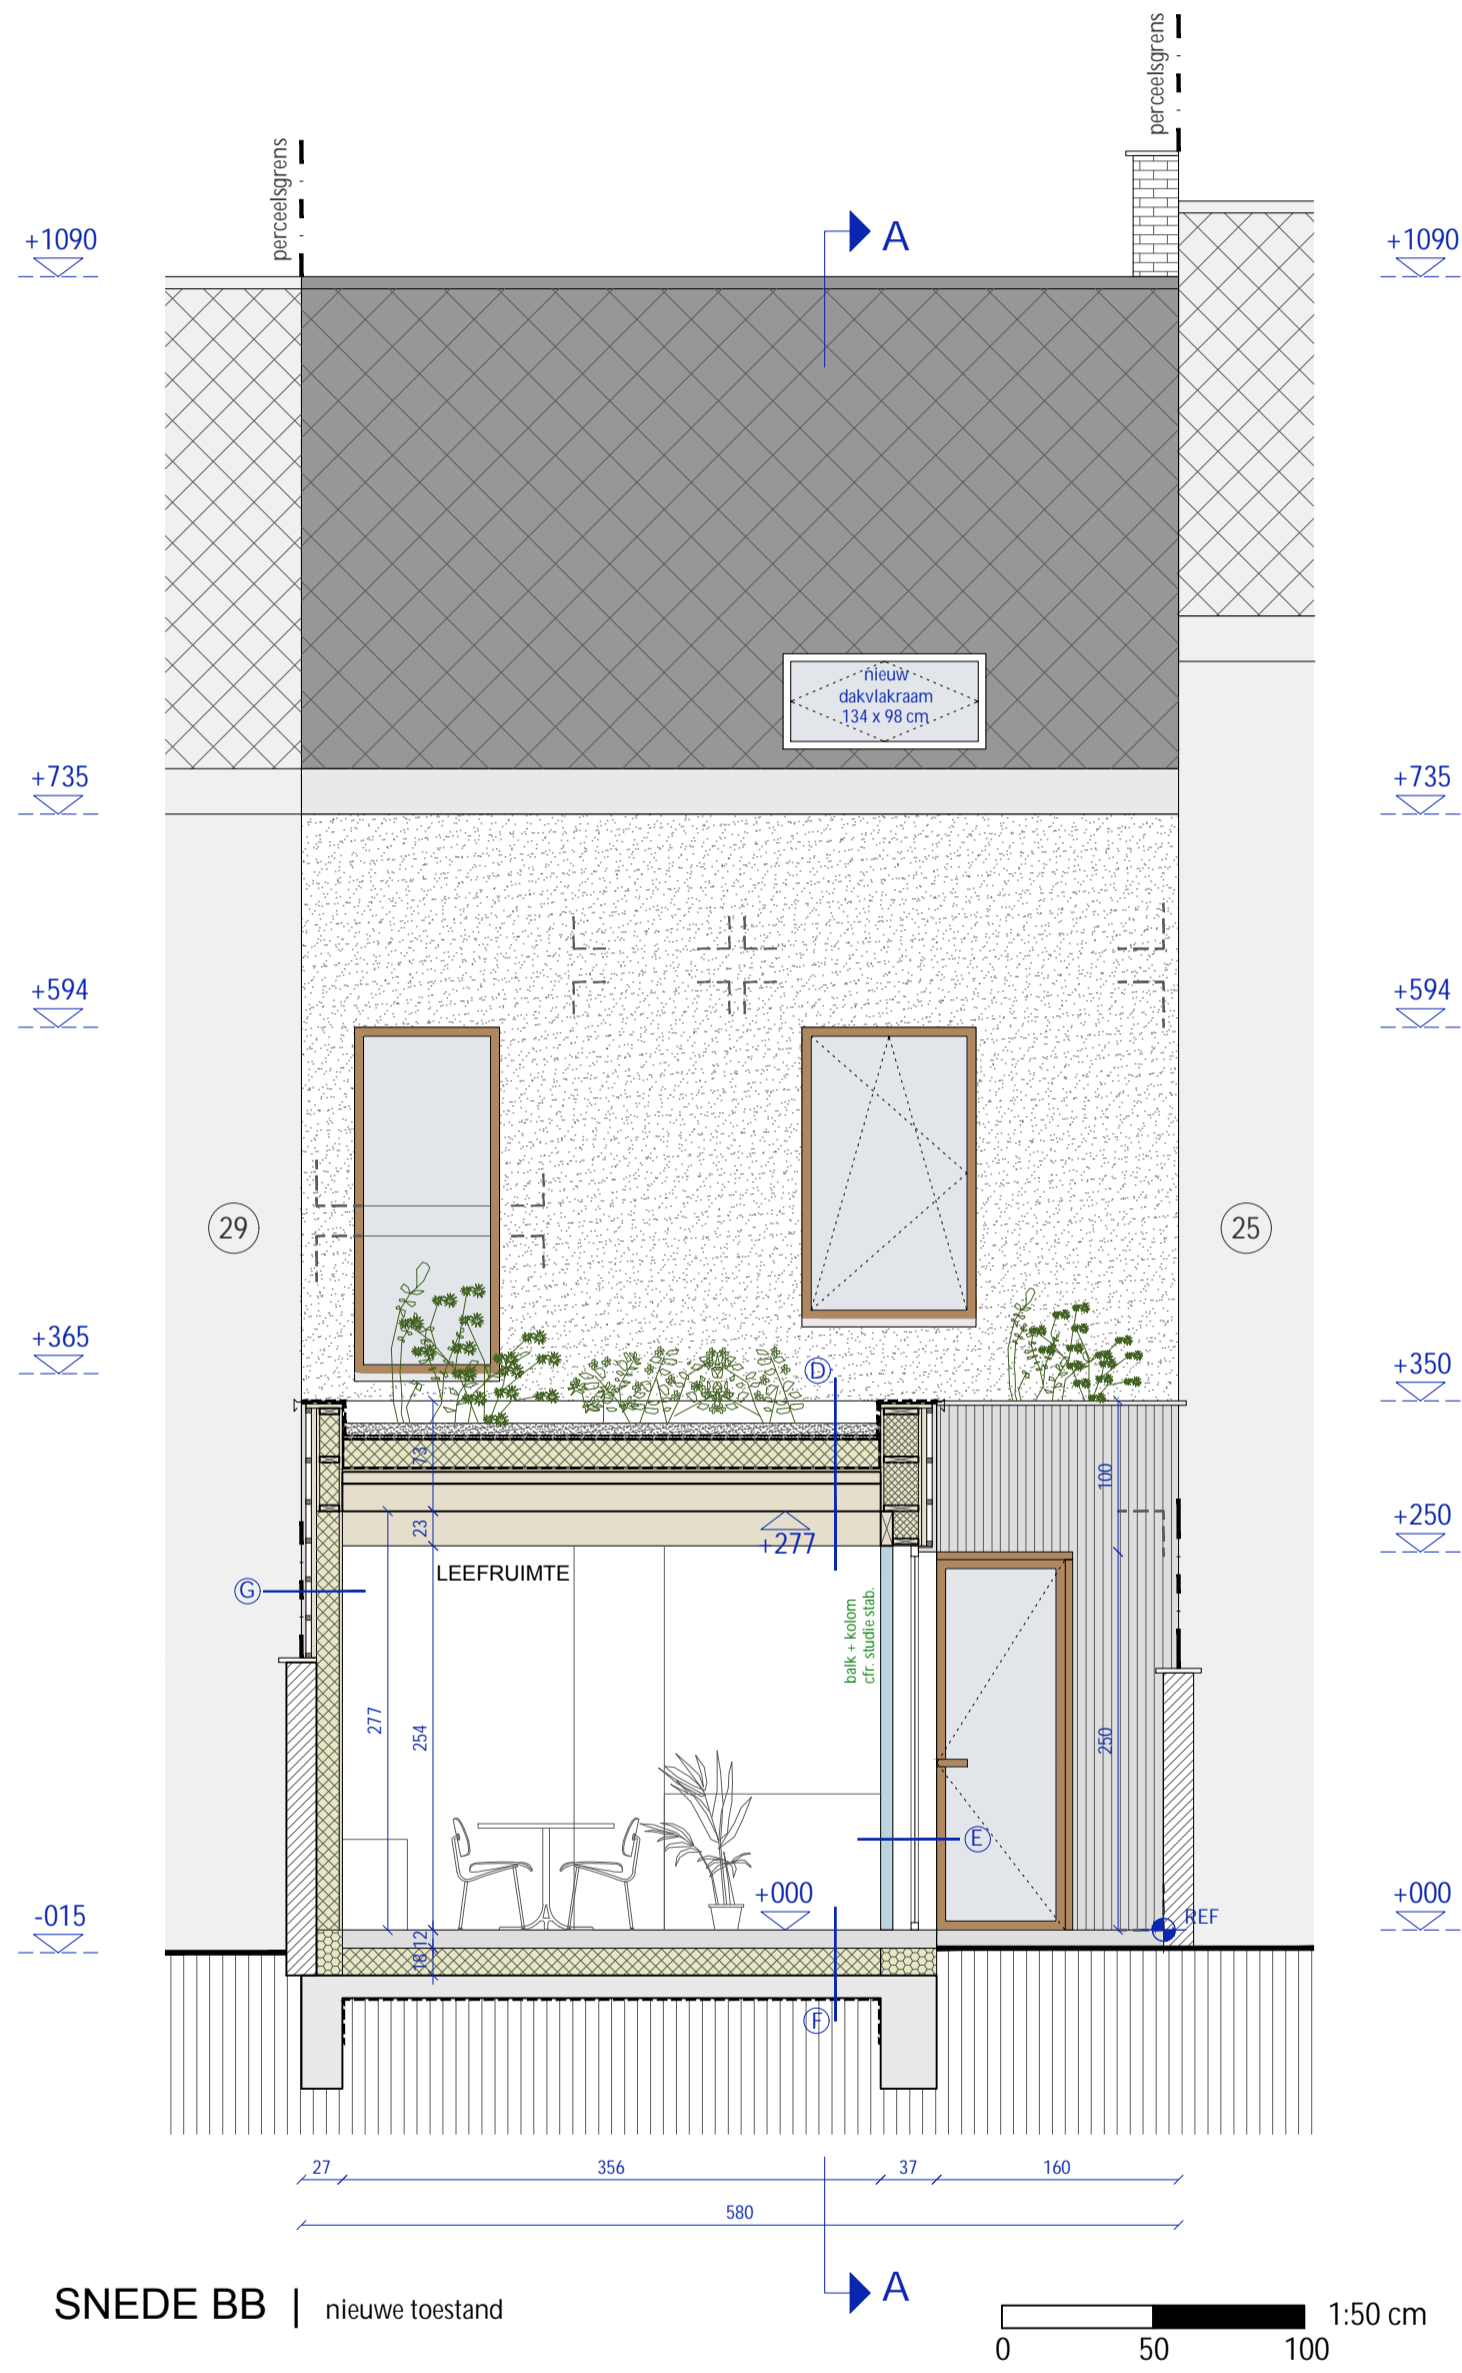 perceelsgrens
perceelsgrens
+1090
A
+1090
nieuw
dakvlakraam
134 x 98 cm
+735
+735
+594
+594
29
25
+365
D
+350
73
100
23
+277
+250
LEEFRUIMTE
G
balk + kolom
cfr. studie stab.
277
254
250
E
+000
+000
-015
REF
12
18
F
27
356
37
160
580
A
SNEDE BB | nieuwe toestand
1:50 cm
0
50
100